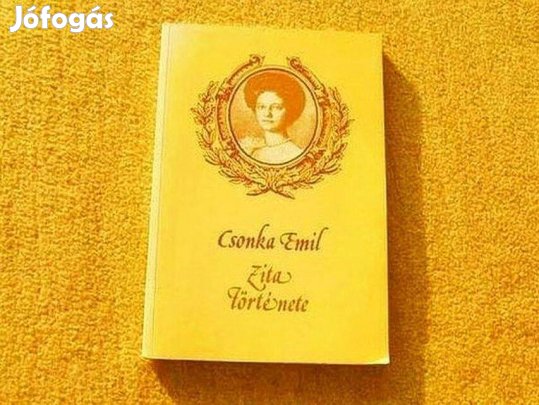 Jófogás
Csonka Emil
Zita
Története